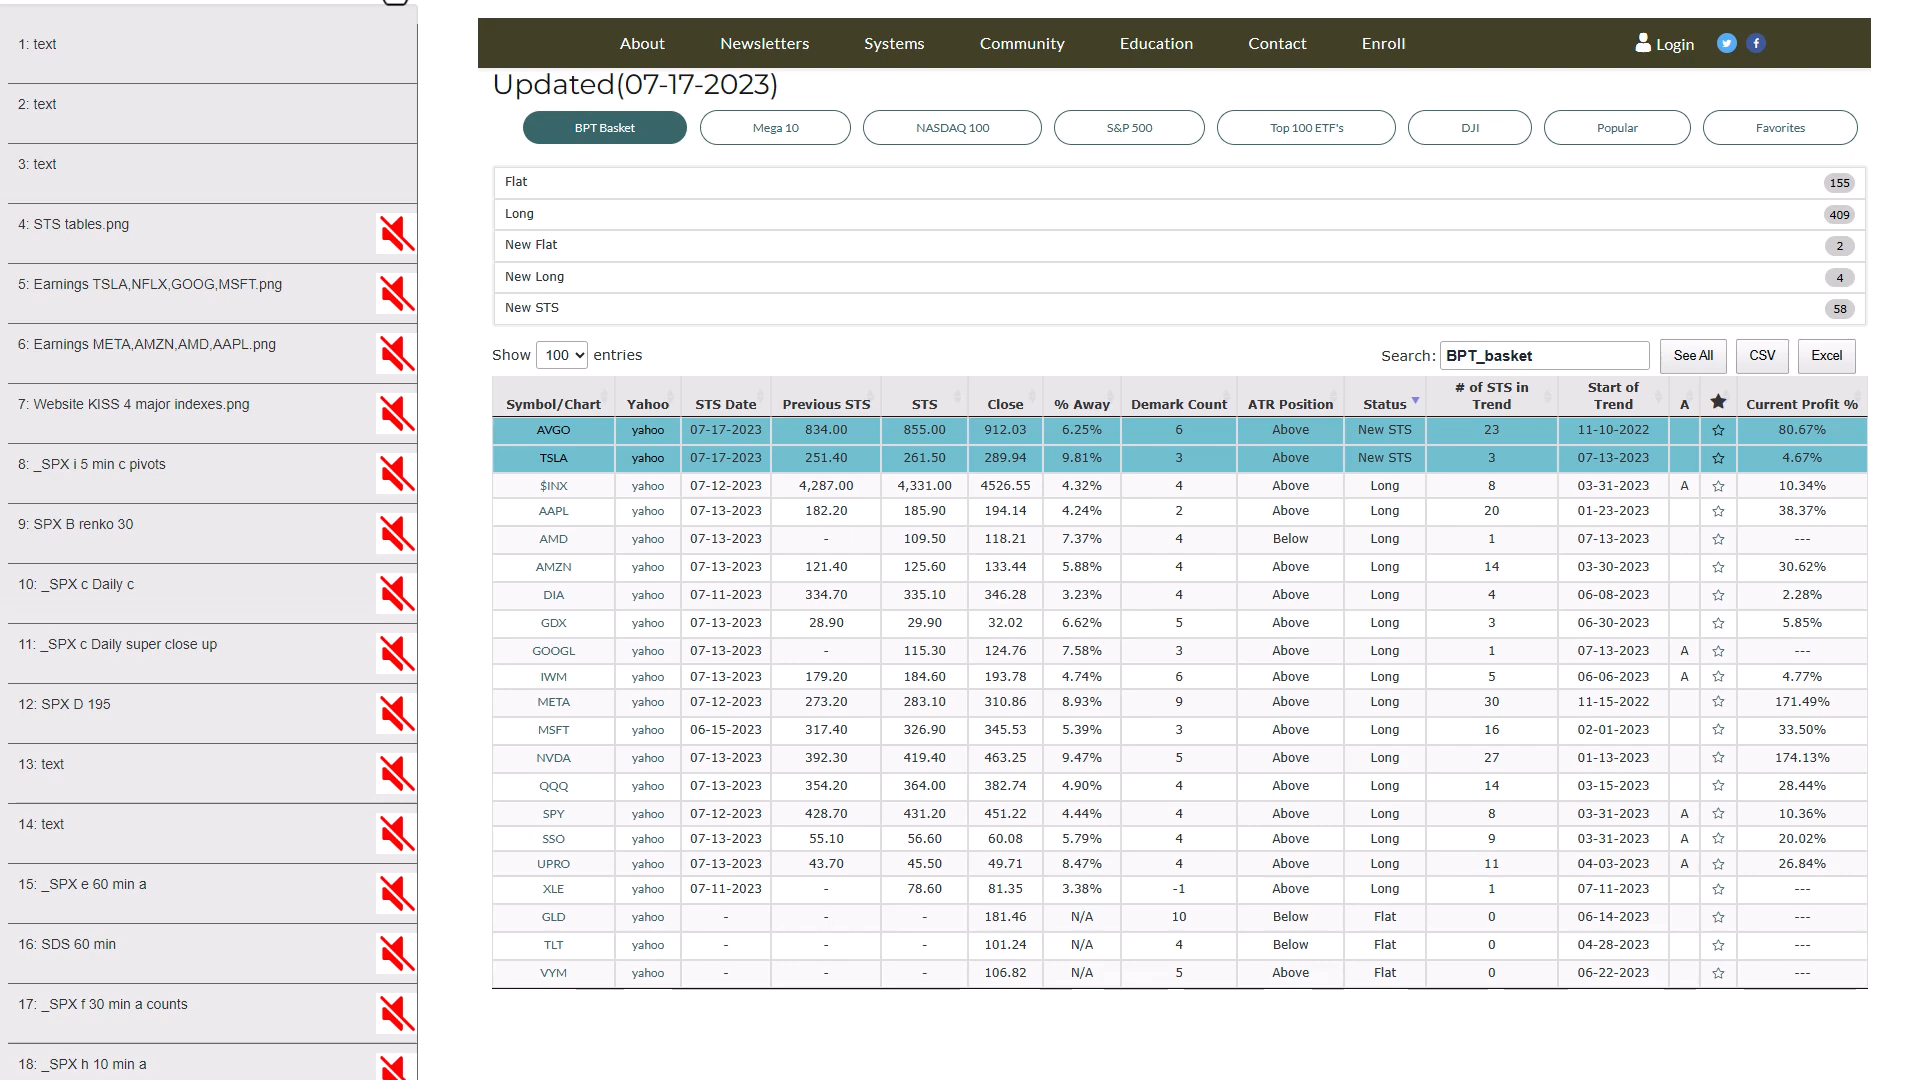 1: text
2: text
3: text
4: STS tables.png
5: Earnings TSLA,NFLX,GOOG,MSFT.png
6: Earnings META,AMZN,AMD,AAPL.png
7: Website KISS 4 major indexes.png
8: _SPX i 5 min c pivots
9: SPX B renko 30
10: _SPX c Daily c
11: _SPX c Daily super close up
12: SPX D 195
13: text
14: text
15: _SPX e 60 min a
16: SDS 60 min
17: _SPX f 30 min a counts
18: _SPX h 10 min a
About Newsletters Systems Community Education Contact Enroll Login
Updated(07-17-2023)
BPT Basket Mega 10 NASDAQ 100 S&P 500 Top 100 ETF's DJI Popular Favorites
Flat 155
Long 409
New Flat 2
New Long 4
New STS 58
Show 100 entries Search: BPT_basket See All CSV Excel
Symbol/Chart Yahoo STS Date Previous STS STS Close % Away Demark Count ATR Position Status # of STS in Trend Start of Trend A ★ Current Profit %
AVGO yahoo 07-17-2023 834.00 855.00 912.03 6.25% 6 Above New STS 23 11-10-2022 80.67%
TSLA yahoo 07-17-2023 251.40 261.50 289.94 9.81% 3 Above New STS 3 07-13-2023 4.67%
$INX yahoo 07-12-2023 4,287.00 4,331.00 4526.55 4.32% 4 Above Long 8 03-31-2023 A 10.34%
AAPL yahoo 07-13-2023 182.20 185.90 194.14 4.24% 2 Above Long 20 01-23-2023 38.37%
AMD yahoo 07-13-2023 - 109.50 118.21 7.37% 4 Below Long 1 07-13-2023 ---
AMZN yahoo 07-13-2023 121.40 125.60 133.44 5.88% 4 Above Long 14 03-30-2023 30.62%
DIA yahoo 07-11-2023 334.70 335.10 346.28 3.23% 4 Above Long 4 06-08-2023 2.28%
GDX yahoo 07-13-2023 28.90 29.90 32.02 6.62% 5 Above Long 3 06-30-2023 5.85%
GOOGL yahoo 07-13-2023 - 115.30 124.76 7.58% 3 Above Long 1 07-13-2023 A ---
IWM yahoo 07-13-2023 179.20 184.60 193.78 4.74% 6 Above Long 5 06-06-2023 A 4.77%
META yahoo 07-12-2023 273.20 283.10 310.86 8.93% 9 Above Long 30 11-15-2022 171.49%
MSFT yahoo 06-15-2023 317.40 326.90 345.53 5.39% 3 Above Long 16 02-01-2023 33.50%
NVDA yahoo 07-13-2023 392.30 419.40 463.25 9.47% 5 Above Long 27 01-13-2023 174.13%
QQQ yahoo 07-13-2023 354.20 364.00 382.74 4.90% 4 Above Long 14 03-15-2023 28.44%
SPY yahoo 07-12-2023 428.70 431.20 451.22 4.44% 4 Above Long 8 03-31-2023 A 10.36%
SSO yahoo 07-13-2023 55.10 56.60 60.08 5.79% 4 Above Long 9 03-31-2023 A 20.02%
UPRO yahoo 07-13-2023 43.70 45.50 49.71 8.47% 4 Above Long 11 04-03-2023 A 26.84%
XLE yahoo 07-11-2023 - 78.60 81.35 3.38% -1 Above Long 1 07-11-2023 ---
GLD yahoo - - - 181.46 N/A 10 Below Flat 0 06-14-2023 ---
TLT yahoo - - - 101.24 N/A 4 Below Flat 0 04-28-2023 ---
VYM yahoo - - - 106.82 N/A 5 Above Flat 0 06-22-2023 ---